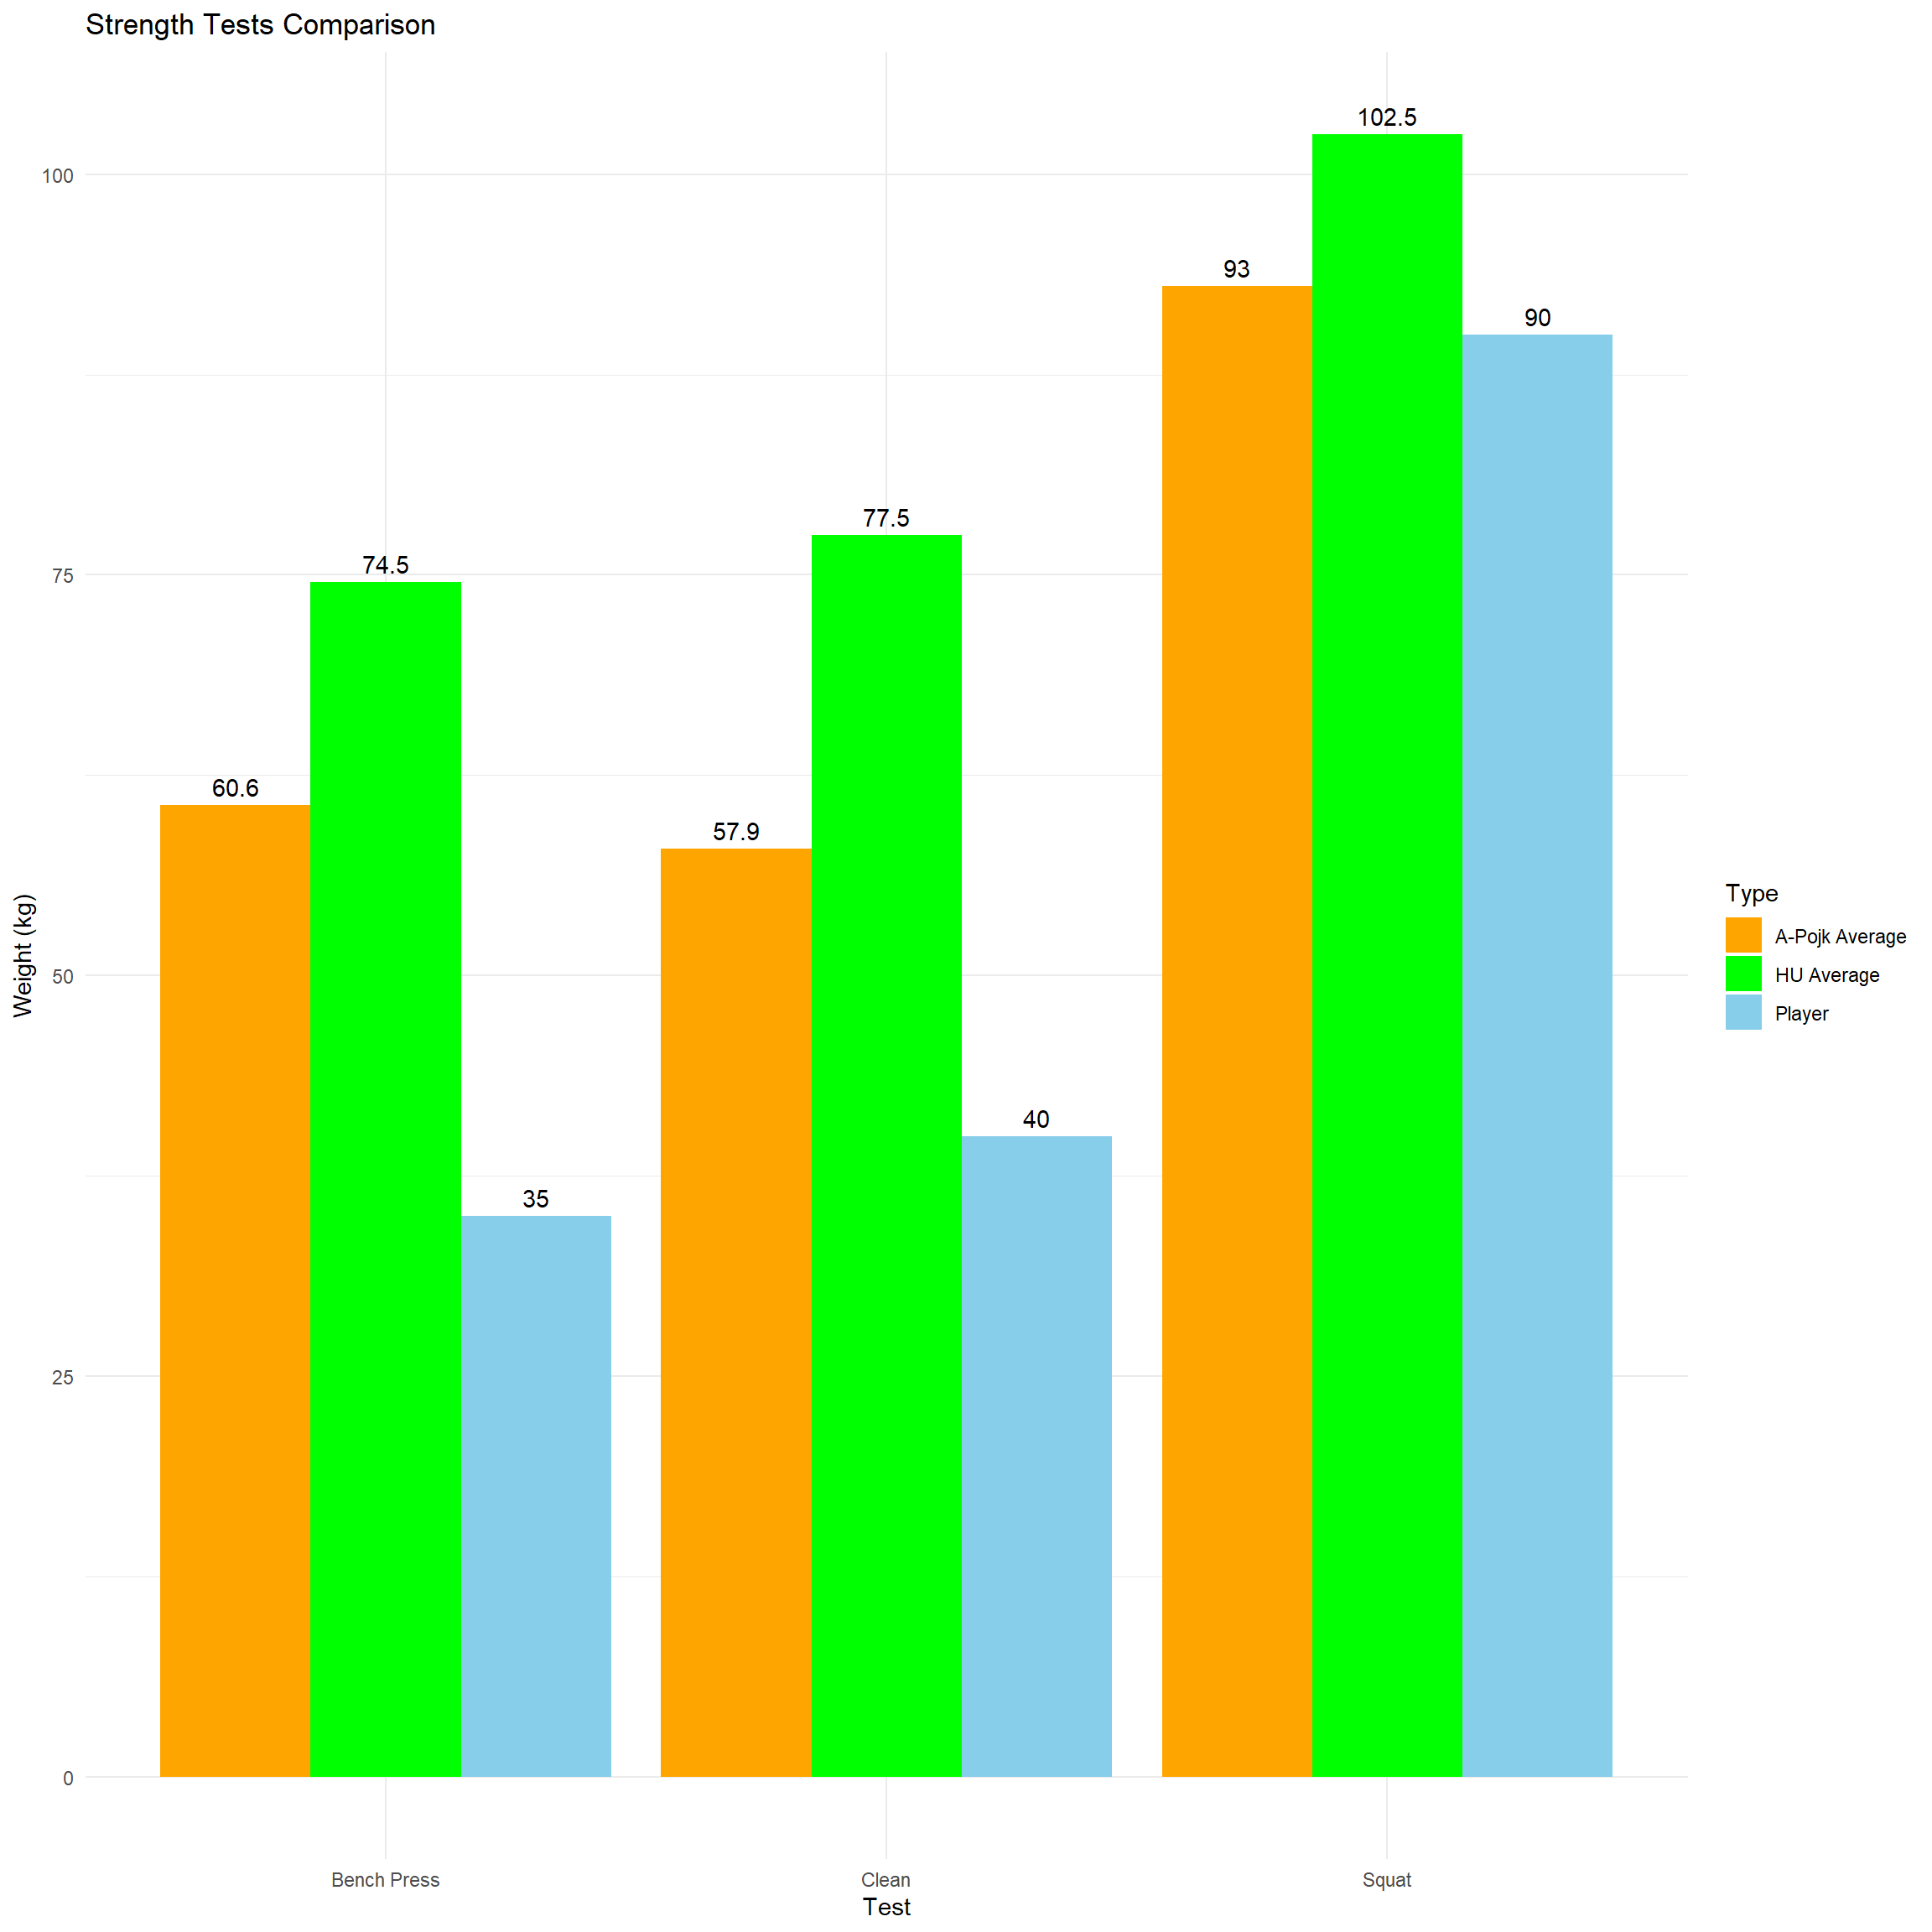 Strength Tests Comparison
102.5
100
93
90
77.5
74.5
75
60.6
57.9
Weight (kg)
50
40
35
25
0
Type
A-Pojk Average
HU Average
Player
Bench Press
Clean
Squat
Test